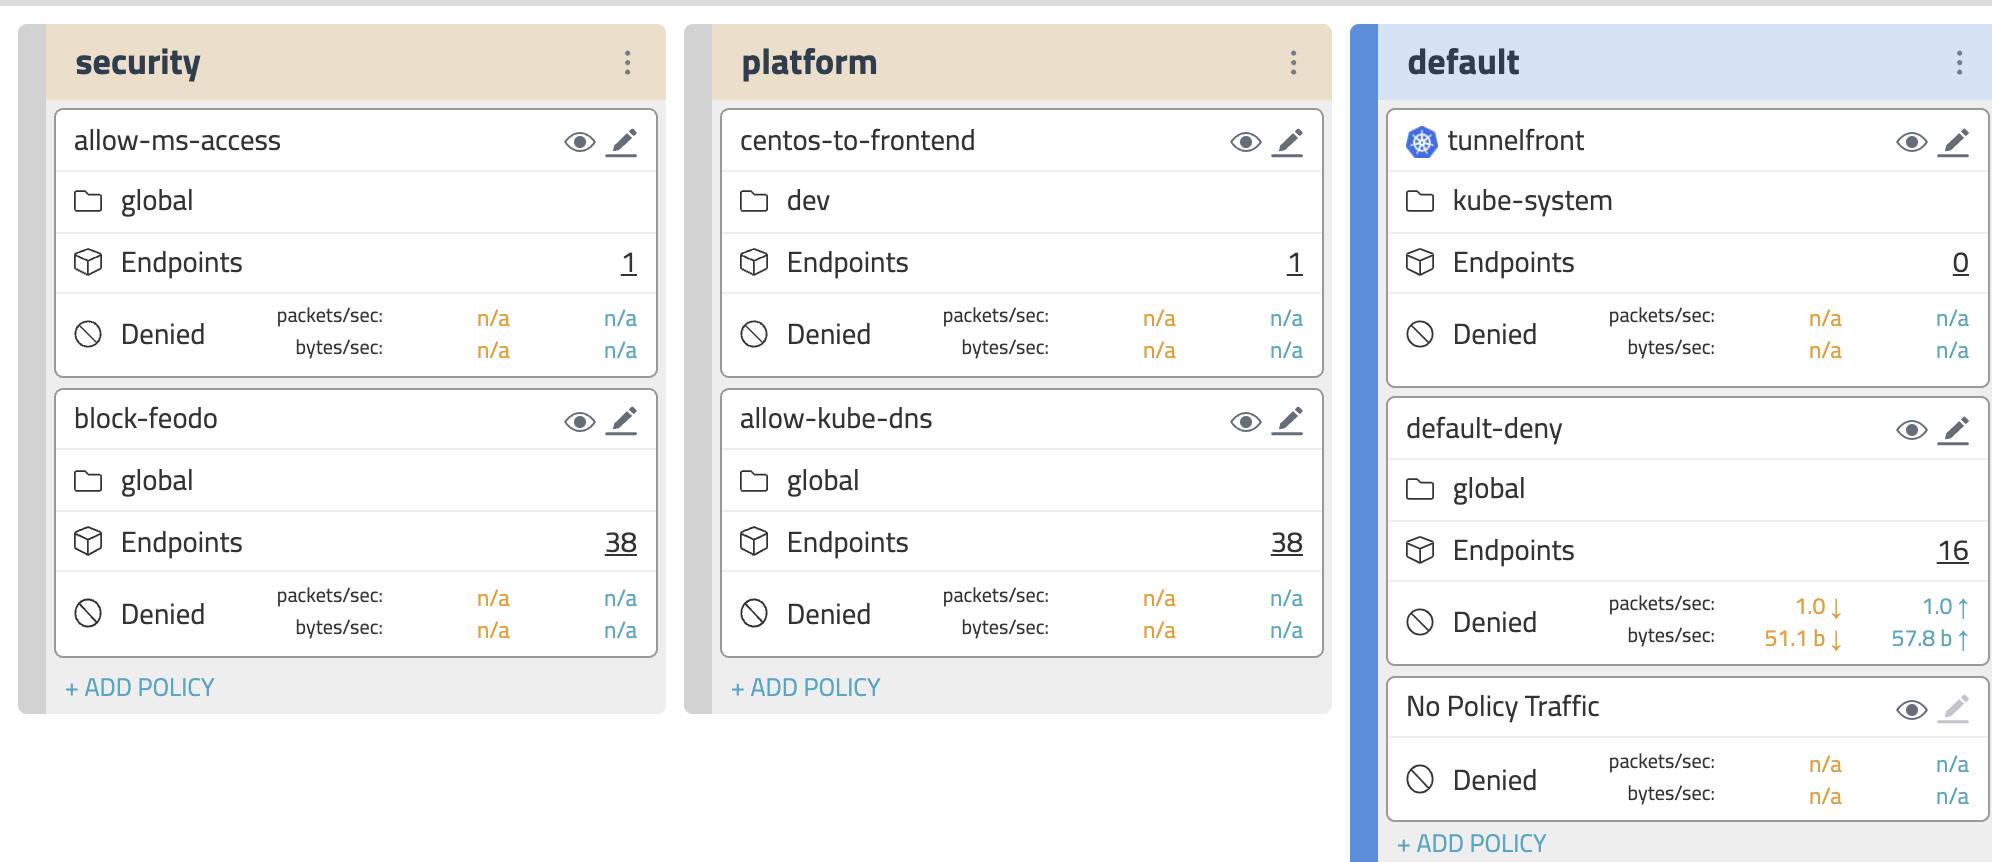 security
allow-ms-access
global
Endpoints 1
Denied packets/sec: n/a n/a
bytes/sec: n/a n/a
block-feodo
global
Endpoints 38
Denied packets/sec: n/a n/a
bytes/sec: n/a n/a
+ ADD POLICY
platform
centos-to-frontend
dev
Endpoints 1
Denied packets/sec: n/a n/a
bytes/sec: n/a n/a
allow-kube-dns
global
Endpoints 38
Denied packets/sec: n/a n/a
bytes/sec: n/a n/a
+ ADD POLICY
default
tunnelfront
kube-system
Endpoints 0
Denied packets/sec: n/a n/a
bytes/sec: n/a n/a
default-deny
global
Endpoints 16
Denied packets/sec: 1.0 ↓ 1.0 ↑
bytes/sec: 51.1 b ↓ 57.8 b ↑
No Policy Traffic
Denied packets/sec: n/a n/a
bytes/sec: n/a n/a
+ ADD POLICY